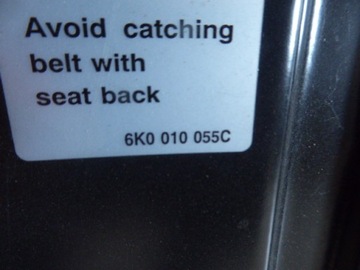 Avoid catching
belt with
seat back
6K0 010 055C